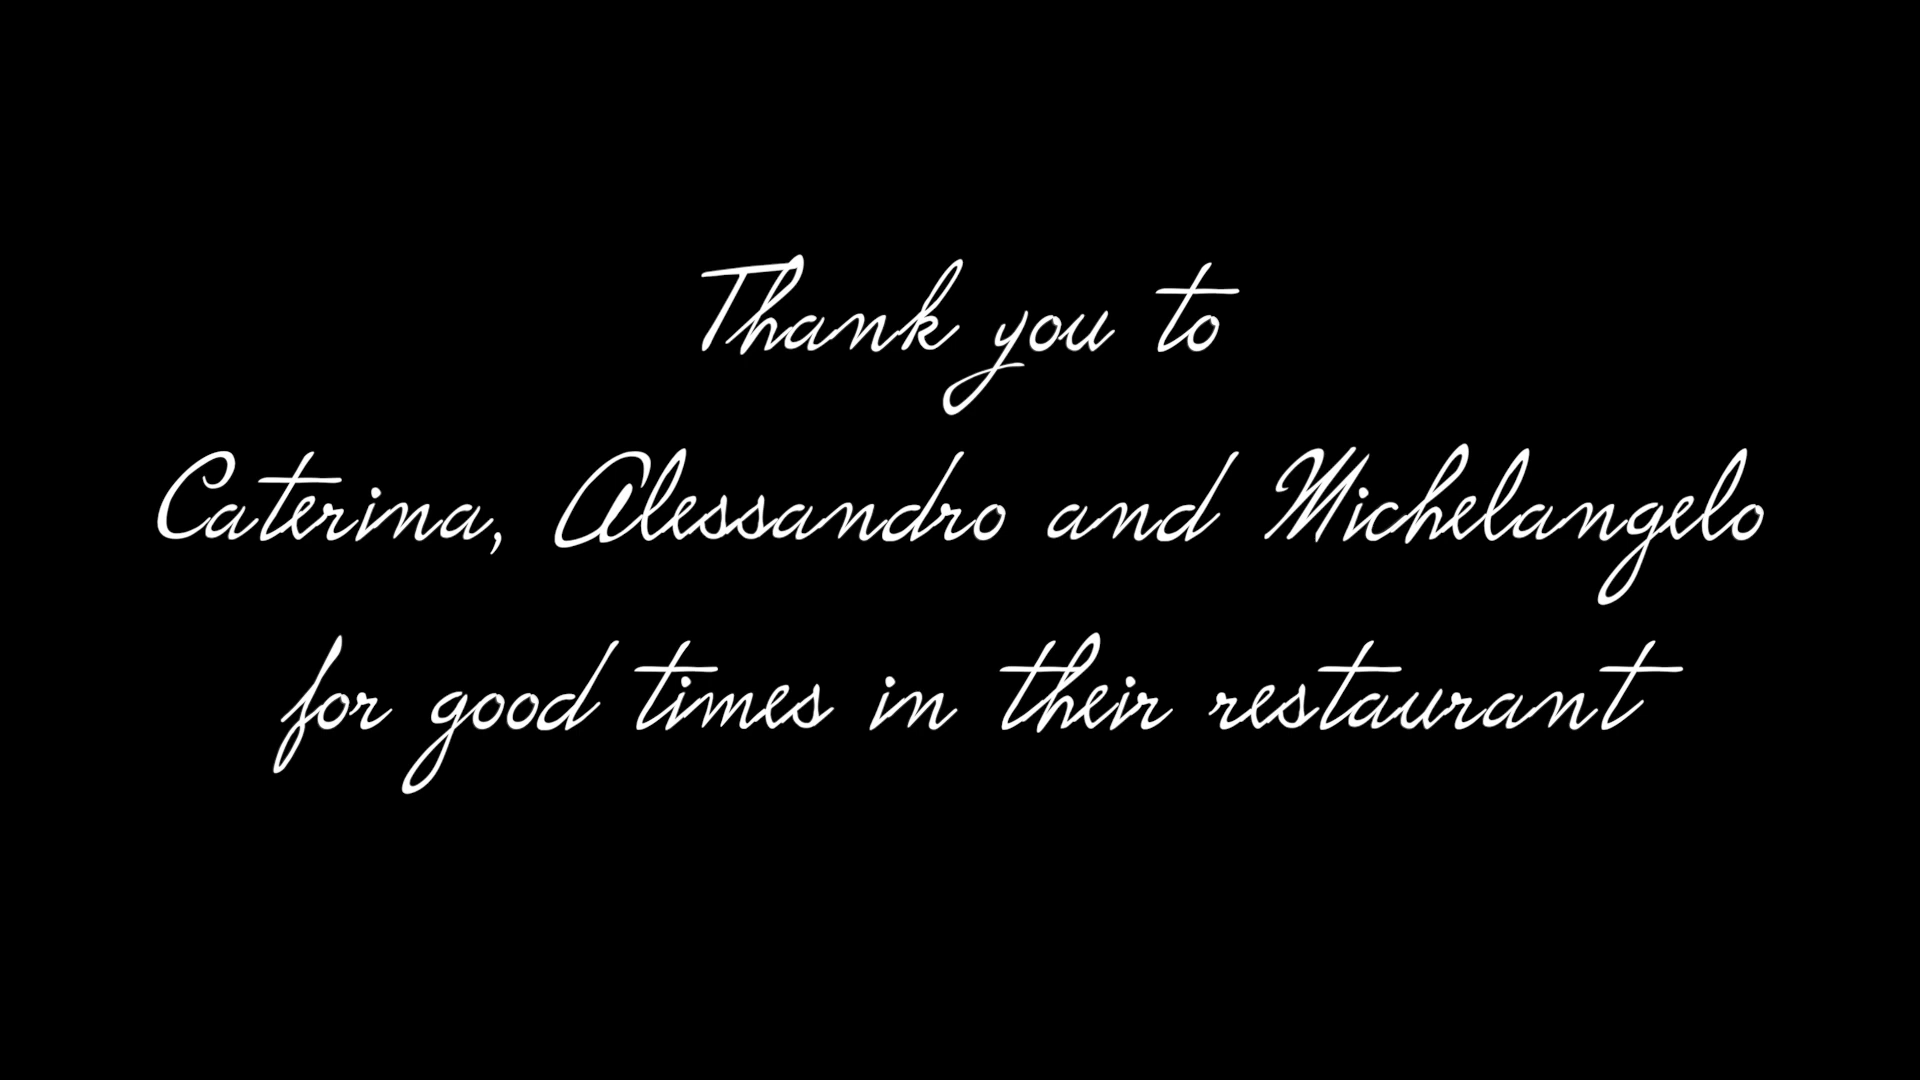 Thank you to
Caterina, Alessandro and Michelangelo
for good times in their restaurant